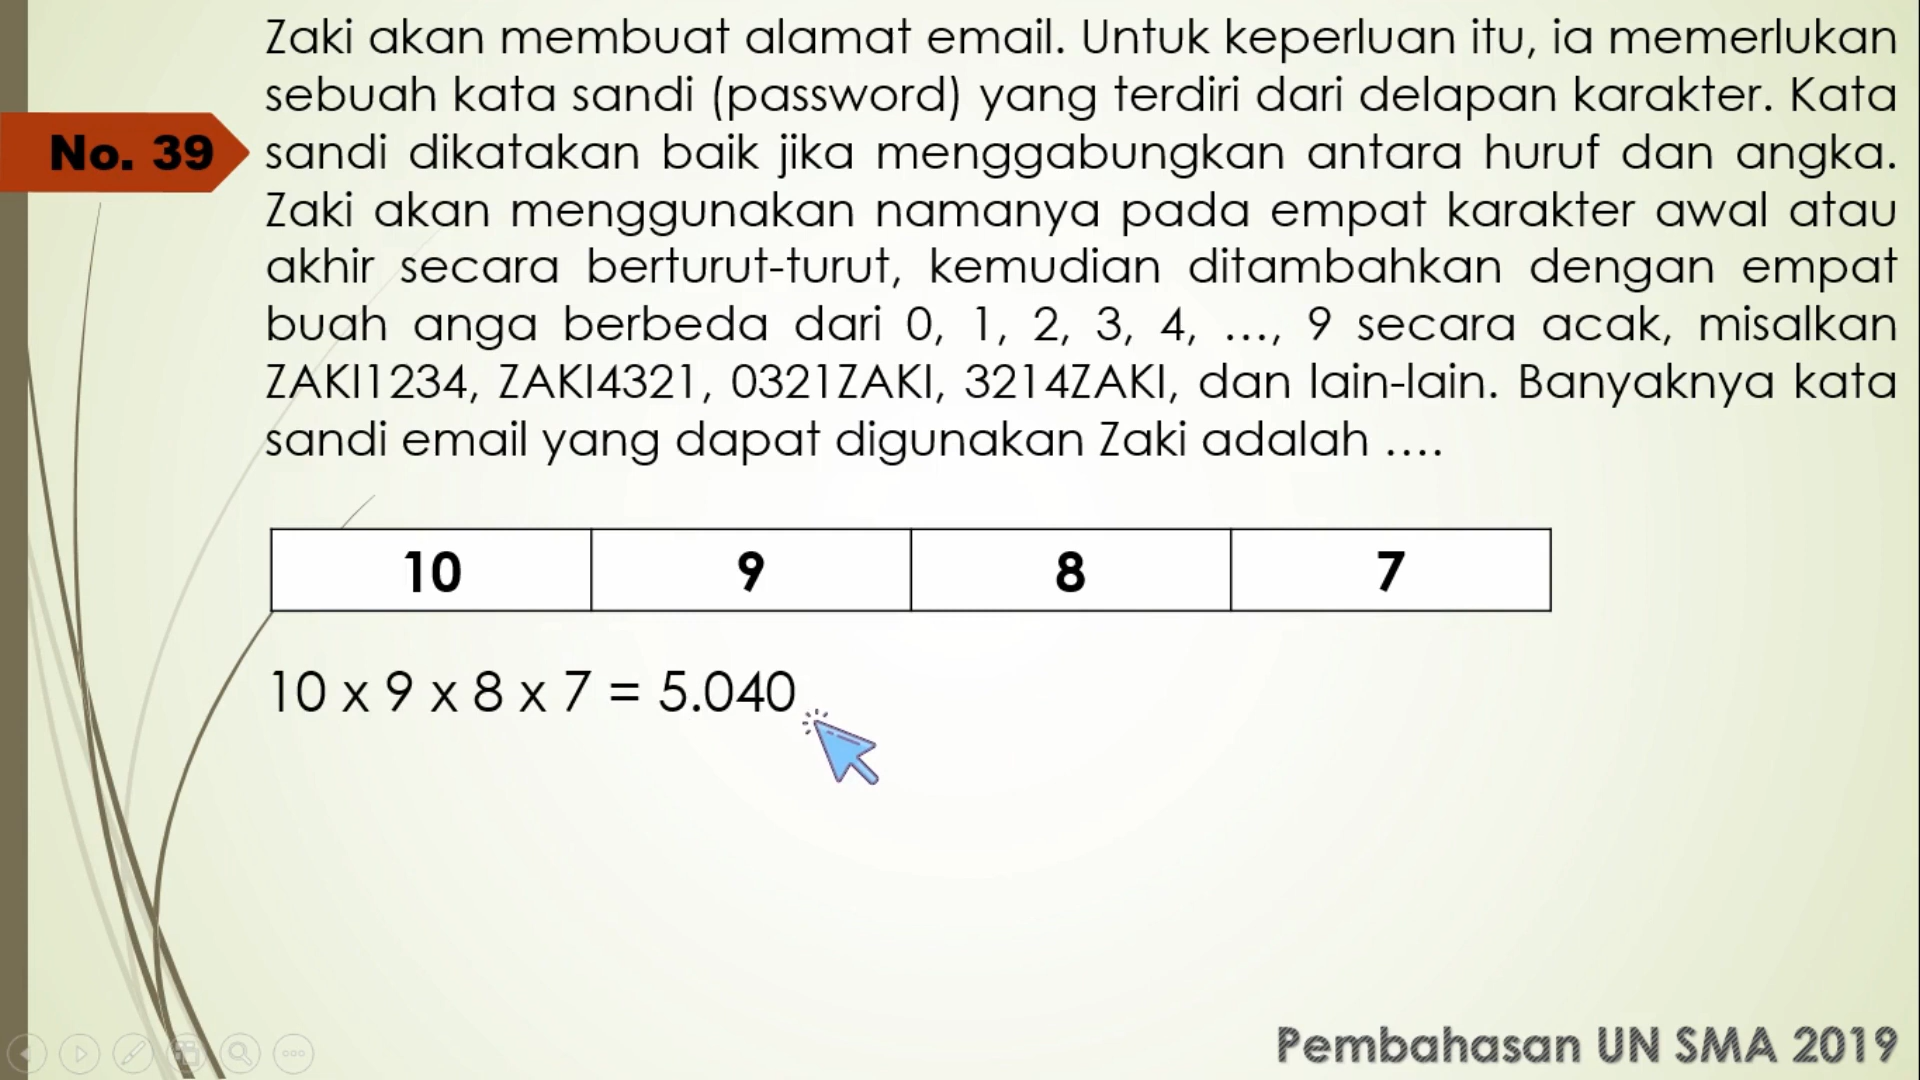 Zaki akan membuat alamat email. Untuk keperluan itu, ia memerlukan
sebuah kata sandi (password) yang terdiri dari delapan karakter. Kata
No. 39
sandi dikatakan baik jika menggabungkan antara huruf dan angka.
Zaki akan menggunakan namanya pada empat karakter awal atau
akhir secara berturut-turut, kemudian ditambahkan dengan empat
buah anga berbeda dari 0, 1, 2, 3, 4, ..., 9 secara acak, misalkan
ZAKI1234, ZAKI4321, 0321ZAKI, 3214ZAKI, dan lain-lain. Banyaknya kata
sandi email yang dapat digunakan Zaki adalah ....
10 9 8 7
10 x 9 x 8 x 7 = 5.040
Pembahasan UN SMA 2019